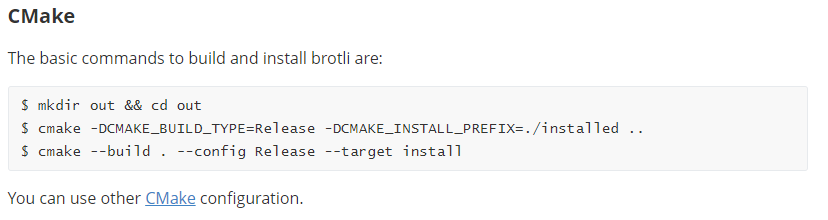 CMake
The basic commands to build and install brotli are:
$ mkdir out && cd out
$ cmake -DCMAKE_BUILD_TYPE=Release -DCMAKE_INSTALL_PREFIX=./installed ..
$ cmake --build . --config Release --target install
You can use other CMake configuration.